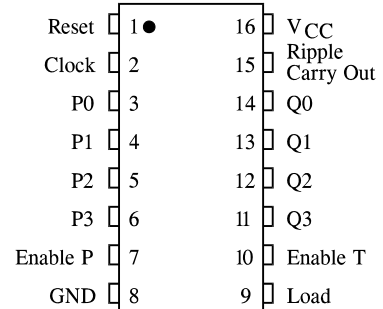 Reset 1 16 VCC
Clock 2 15 Ripple
Carry Out
P0 3 14 Q0
P1 4 13 Q1
P2 5 12 Q2
P3 6 11 Q3
Enable P 7 10 Enable T
GND 8 9 Load